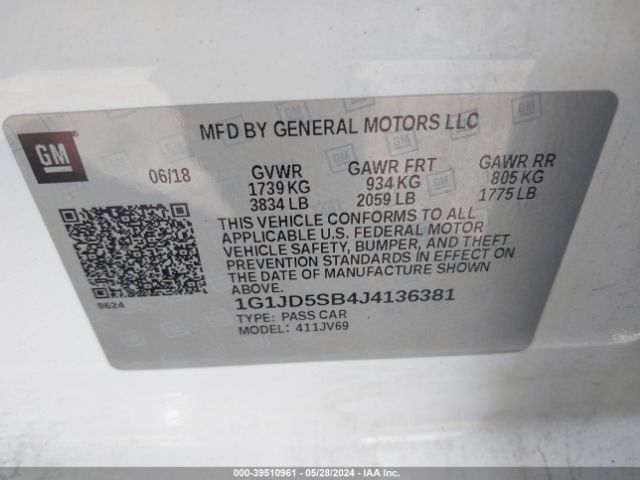 GM
MFD BY GENERAL MOTORS LLC
06/18
GVWR
1739 KG
3834 LB
GAWR FRT
934 KG
2059 LB
GAWR RR
805 KG
1775 LB
THIS VEHICLE CONFORMS TO ALL
APPLICABLE U.S. FEDERAL MOTOR
VEHICLE SAFETY, BUMPER, AND THEFT
PREVENTION STANDARDS IN EFFECT ON
THE DATE OF MANUFACTURE SHOWN
ABOVE.
8624
1G1JD5SB4J4136381
TYPE: PASS CAR
MODEL: 411JV69
000-39510961 - 05/28/2024 - IAA Inc.